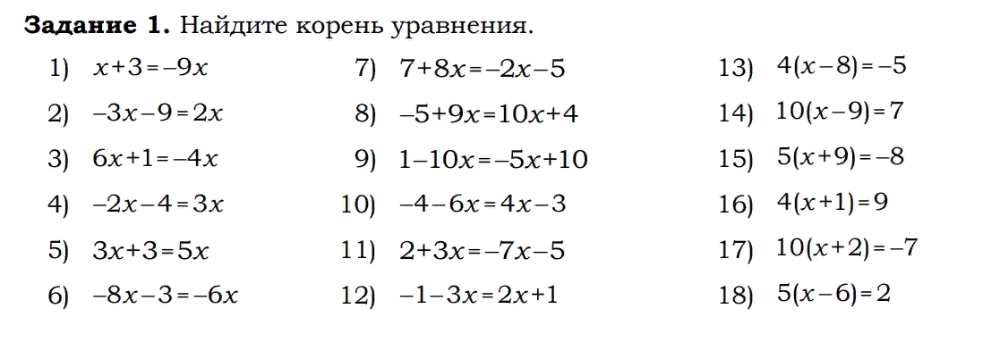 Задание 1. Найдите корень уравнения.
1) x+3=–9x
2) –3x–9=2x
3) 6x+1=–4x
4) –2x–4=3x
5) 3x+3=5x
6) –8x–3=–6x
7) 7+8x=–2x–5
8) –5+9x=10x+4
9) 1–10x=–5x+10
10) –4–6x=4x–3
11) 2+3x=–7x–5
12) –1–3x=2x+1
13) 4(x–8)=–5
14) 10(x–9)=7
15) 5(x+9)=–8
16) 4(x+1)=9
17) 10(x+2)=–7
18) 5(x–6)=2